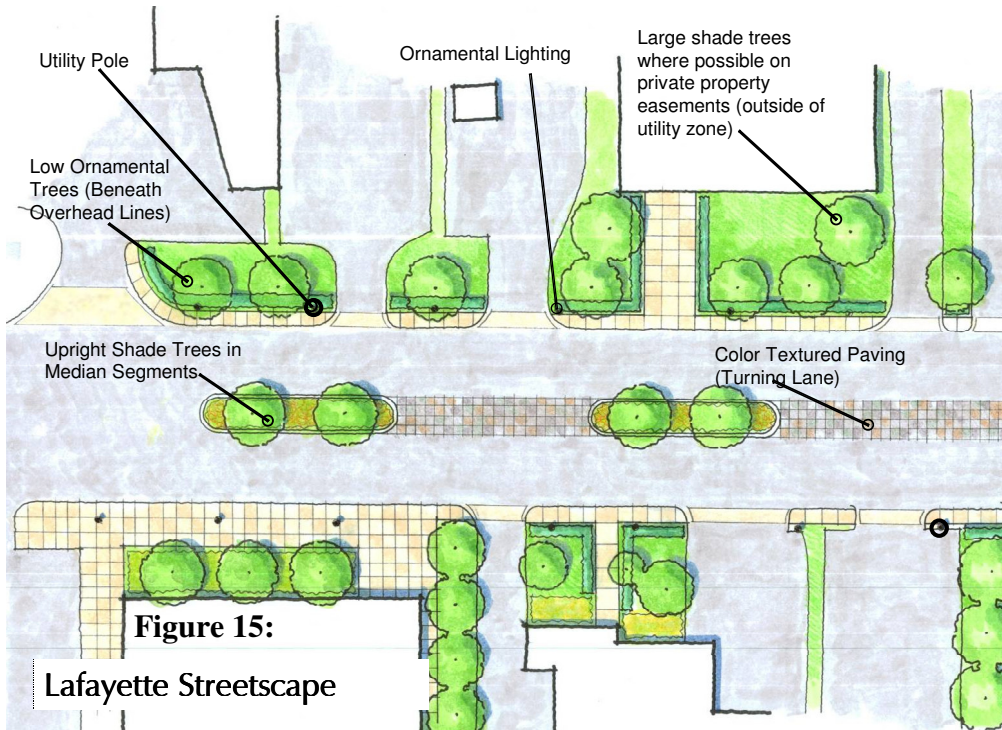 Utility Pole
Ornamental Lighting
Large shade trees
where possible on
private property
easements (outside of
utility zone)
Low Ornamental
Trees (Beneath
Overhead Lines)
Upright Shade Trees in
Median Segments
Color Textured Paving
(Turning Lane)
Figure 15:
Lafayette Streetscape